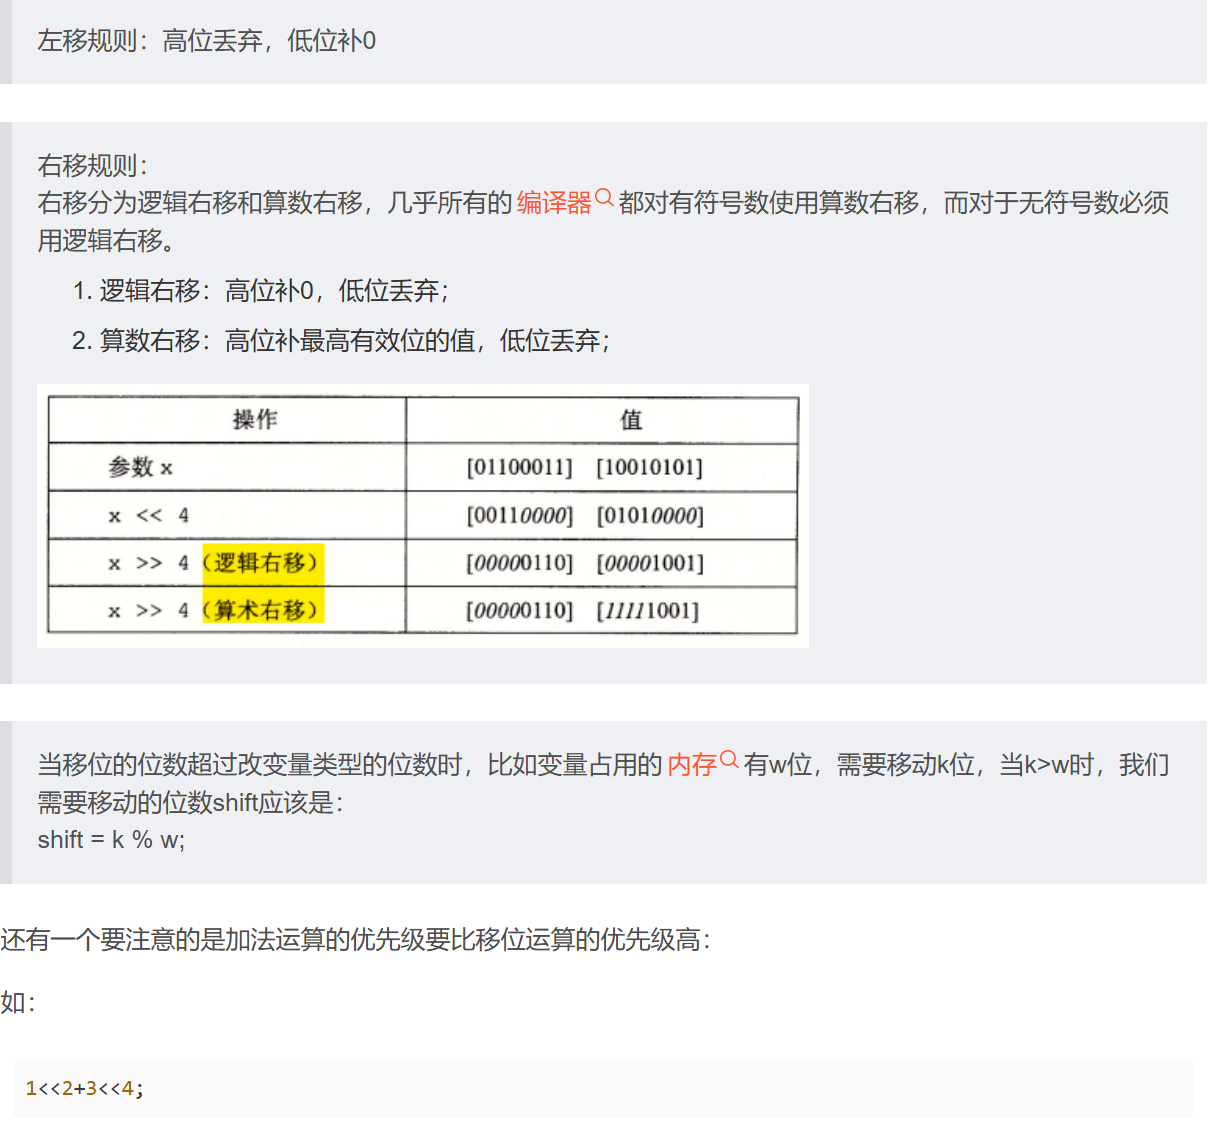 左移规则：高位丢弃，低位补0
右移规则：
右移分为逻辑右移和算数右移，几乎所有的 编译器 都对有符号数使用算数右移，而对于无符号数必须
用逻辑右移。
1. 逻辑右移：高位补0，低位丢弃；
2. 算数右移：高位补最高有效位的值，低位丢弃；
操作 值
参数 x [01100011] [10010101]
x << 4 [00110000] [01010000]
x >> 4（逻辑右移） [00000110] [00001001]
x >> 4（算术右移） [00000110] [11111001]
当移位的位数超过改变量类型的位数时，比如变量占用的 内存 有w位，需要移动k位，当k>w时，我们
需要移动的位数shift应该是：
shift = k % w;
还有一个要注意的是加法运算的优先级要比移位运算的优先级高：
如：
1<<2+3<<4;